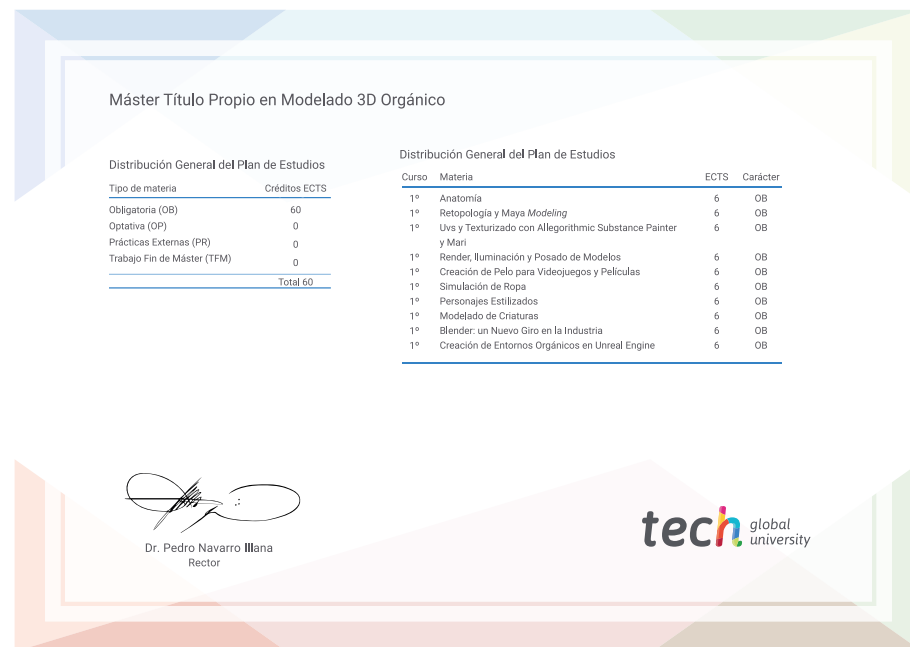 Máster Título Propio en Modelado 3D Orgánico
Distribución General del Plan de Estudios
Tipo de materia Créditos ECTS
Obligatoria (OB) 60
Optativa (OP) 0
Prácticas Externas (PR) 0
Trabajo Fin de Máster (TFM) 0
Total 60
Distribución General del Plan de Estudios
Curso Materia ECTS Carácter
1º Anatomía 6 OB
1º Retopología y Maya Modeling 6 OB
1º Uvs y Texturizado con Allegorithmic Substance Painter 6 OB
y Mari
1º Render, Iluminación y Posado de Modelos 6 OB
1º Creación de Pelo para Videojuegos y Películas 6 OB
1º Simulación de Ropa 6 OB
1º Personajes Estilizados 6 OB
1º Modelado de Criaturas 6 OB
1º Blender: un Nuevo Giro en la Industria 6 OB
1º Creación de Entornos Orgánicos en Unreal Engine 6 OB
Dr. Pedro Navarro Illana
Rector
tech global
university